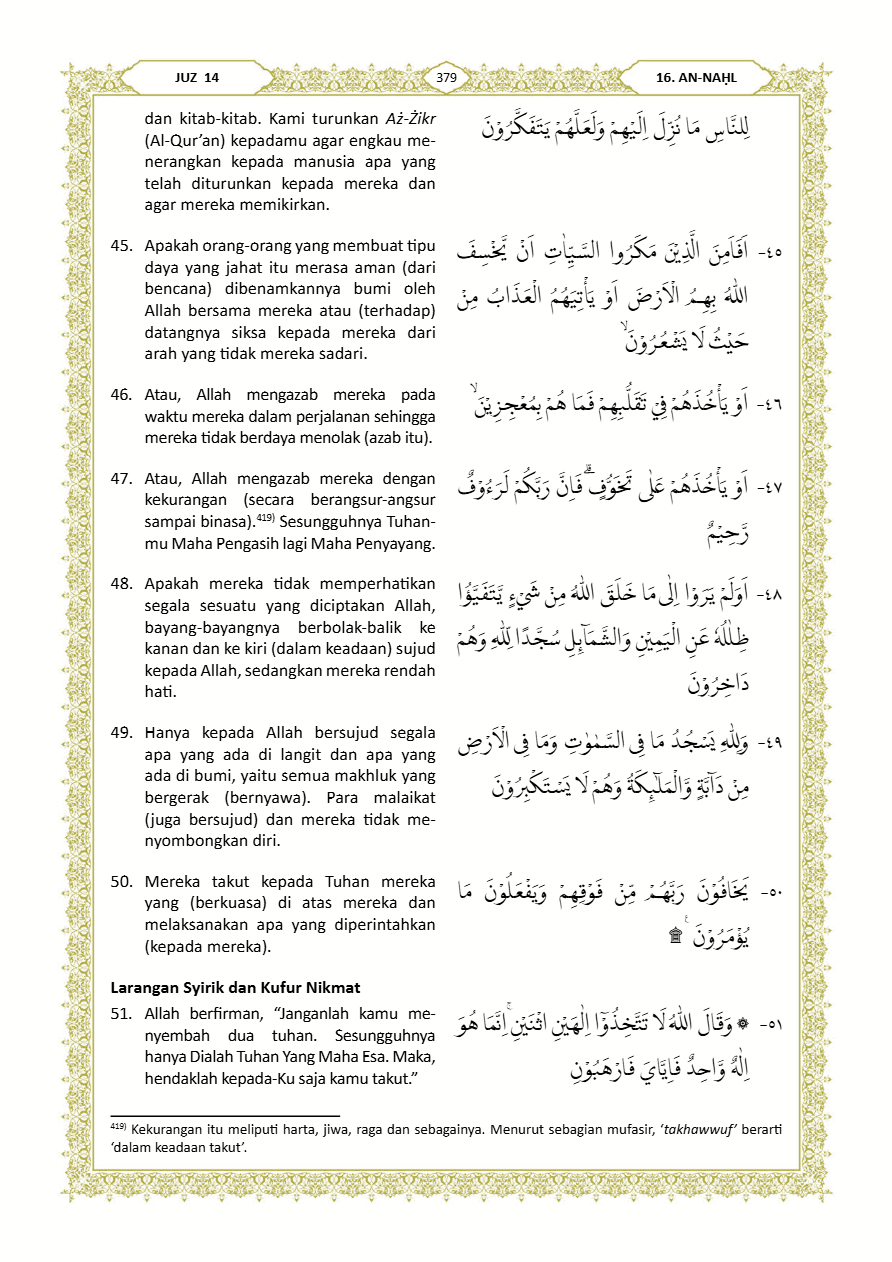 JUZ 14
379
16. AN-NAḤL
dan kitab-kitab. Kami turunkan Aż-Żikr
(Al-Qur’an) kepadamu agar engkau me-
nerangkan kepada manusia apa yang
telah diturunkan kepada mereka dan
agar mereka memikirkan.
لِلنَّاسِ مَا نُزِّلَ اِلَيْهِمْ وَلَعَلَّهُمْ يَتَفَكَّرُوْنَ
45. Apakah orang-orang yang membuat tipu
daya yang jahat itu merasa aman (dari
bencana) dibenamkannya bumi oleh
Allah bersama mereka atau (terhadap)
datangnya siksa kepada mereka dari
arah yang tidak mereka sadari.
٤٥- اَفَاَمِنَ الَّذِيْنَ مَكَرُوا السَّيِّاٰتِ اَنْ يَّخْسِفَ
اللّٰهُ بِهِمُ الْاَرْضَ اَوْ يَأْتِيَهُمُ الْعَذَابُ مِنْ
حَيْثُ لَا يَشْعُرُوْنَۙ
46. Atau, Allah mengazab mereka pada
waktu mereka dalam perjalanan sehingga
mereka tidak berdaya menolak (azab itu).
٤٦- اَوْ يَأْخُذَهُمْ فِيْ تَقَلُّبِهِمْ فَمَا هُمْ بِمُعْجِزِيْنَۙ
47. Atau, Allah mengazab mereka dengan
kekurangan (secara berangsur-angsur
sampai binasa).419) Sesungguhnya Tuhan-
mu Maha Pengasih lagi Maha Penyayang.
٤٧- اَوْ يَأْخُذَهُمْ عَلٰى تَخَوُّفٍۗ فَاِنَّ رَبَّكُمْ لَرَءُوْفٌ
رَّحِيْمٌ
48. Apakah mereka tidak memperhatikan
segala sesuatu yang diciptakan Allah,
bayang-bayangnya berbolak-balik ke
kanan dan ke kiri (dalam keadaan) sujud
kepada Allah, sedangkan mereka rendah
hati.
٤٨- اَوَلَمْ يَرَوْا اِلٰى مَا خَلَقَ اللّٰهُ مِنْ شَيْءٍ يَّتَفَيَّؤُا
ظِلٰلُهٗ عَنِ الْيَمِيْنِ وَالشَّمَاۤىِٕلِ سُجَّدًا لِّلّٰهِ وَهُمْ
دَاخِرُوْنَ
49. Hanya kepada Allah bersujud segala
apa yang ada di langit dan apa yang
ada di bumi, yaitu semua makhluk yang
bergerak (bernyawa). Para malaikat
(juga bersujud) dan mereka tidak me-
nyombongkan diri.
٤٩- وَلِلّٰهِ يَسْجُدُ مَا فِى السَّمٰوٰتِ وَمَا فِى الْاَرْضِ
مِنْ دَاۤبَّةٍ وَّالْمَلٰۤىِٕكَةُ وَهُمْ لَا يَسْتَكْبِرُوْنَ
50. Mereka takut kepada Tuhan mereka
yang (berkuasa) di atas mereka dan
melaksanakan apa yang diperintahkan
(kepada mereka).
٥٠- يَخَافُوْنَ رَبَّهُمْ مِّنْ فَوْقِهِمْ وَيَفْعَلُوْنَ مَا
يُؤْمَرُوْنَ ࣖ ۩
Larangan Syirik dan Kufur Nikmat
51. Allah berfirman, “Janganlah kamu me-
nyembah dua tuhan. Sesungguhnya
hanya Dialah Tuhan Yang Maha Esa. Maka,
hendaklah kepada-Ku saja kamu takut.”
٥١- ۞ وَقَالَ اللّٰهُ لَا تَتَّخِذُوْٓا اِلٰهَيْنِ اثْنَيْنِۚ اِنَّمَا هُوَ
اِلٰهٌ وَّاحِدٌ فَاِيَّايَ فَارْهَبُوْنِ
419) Kekurangan itu meliputi harta, jiwa, raga dan sebagainya. Menurut sebagian mufasir, ‘takhawwuf’ berarti
‘dalam keadaan takut’.